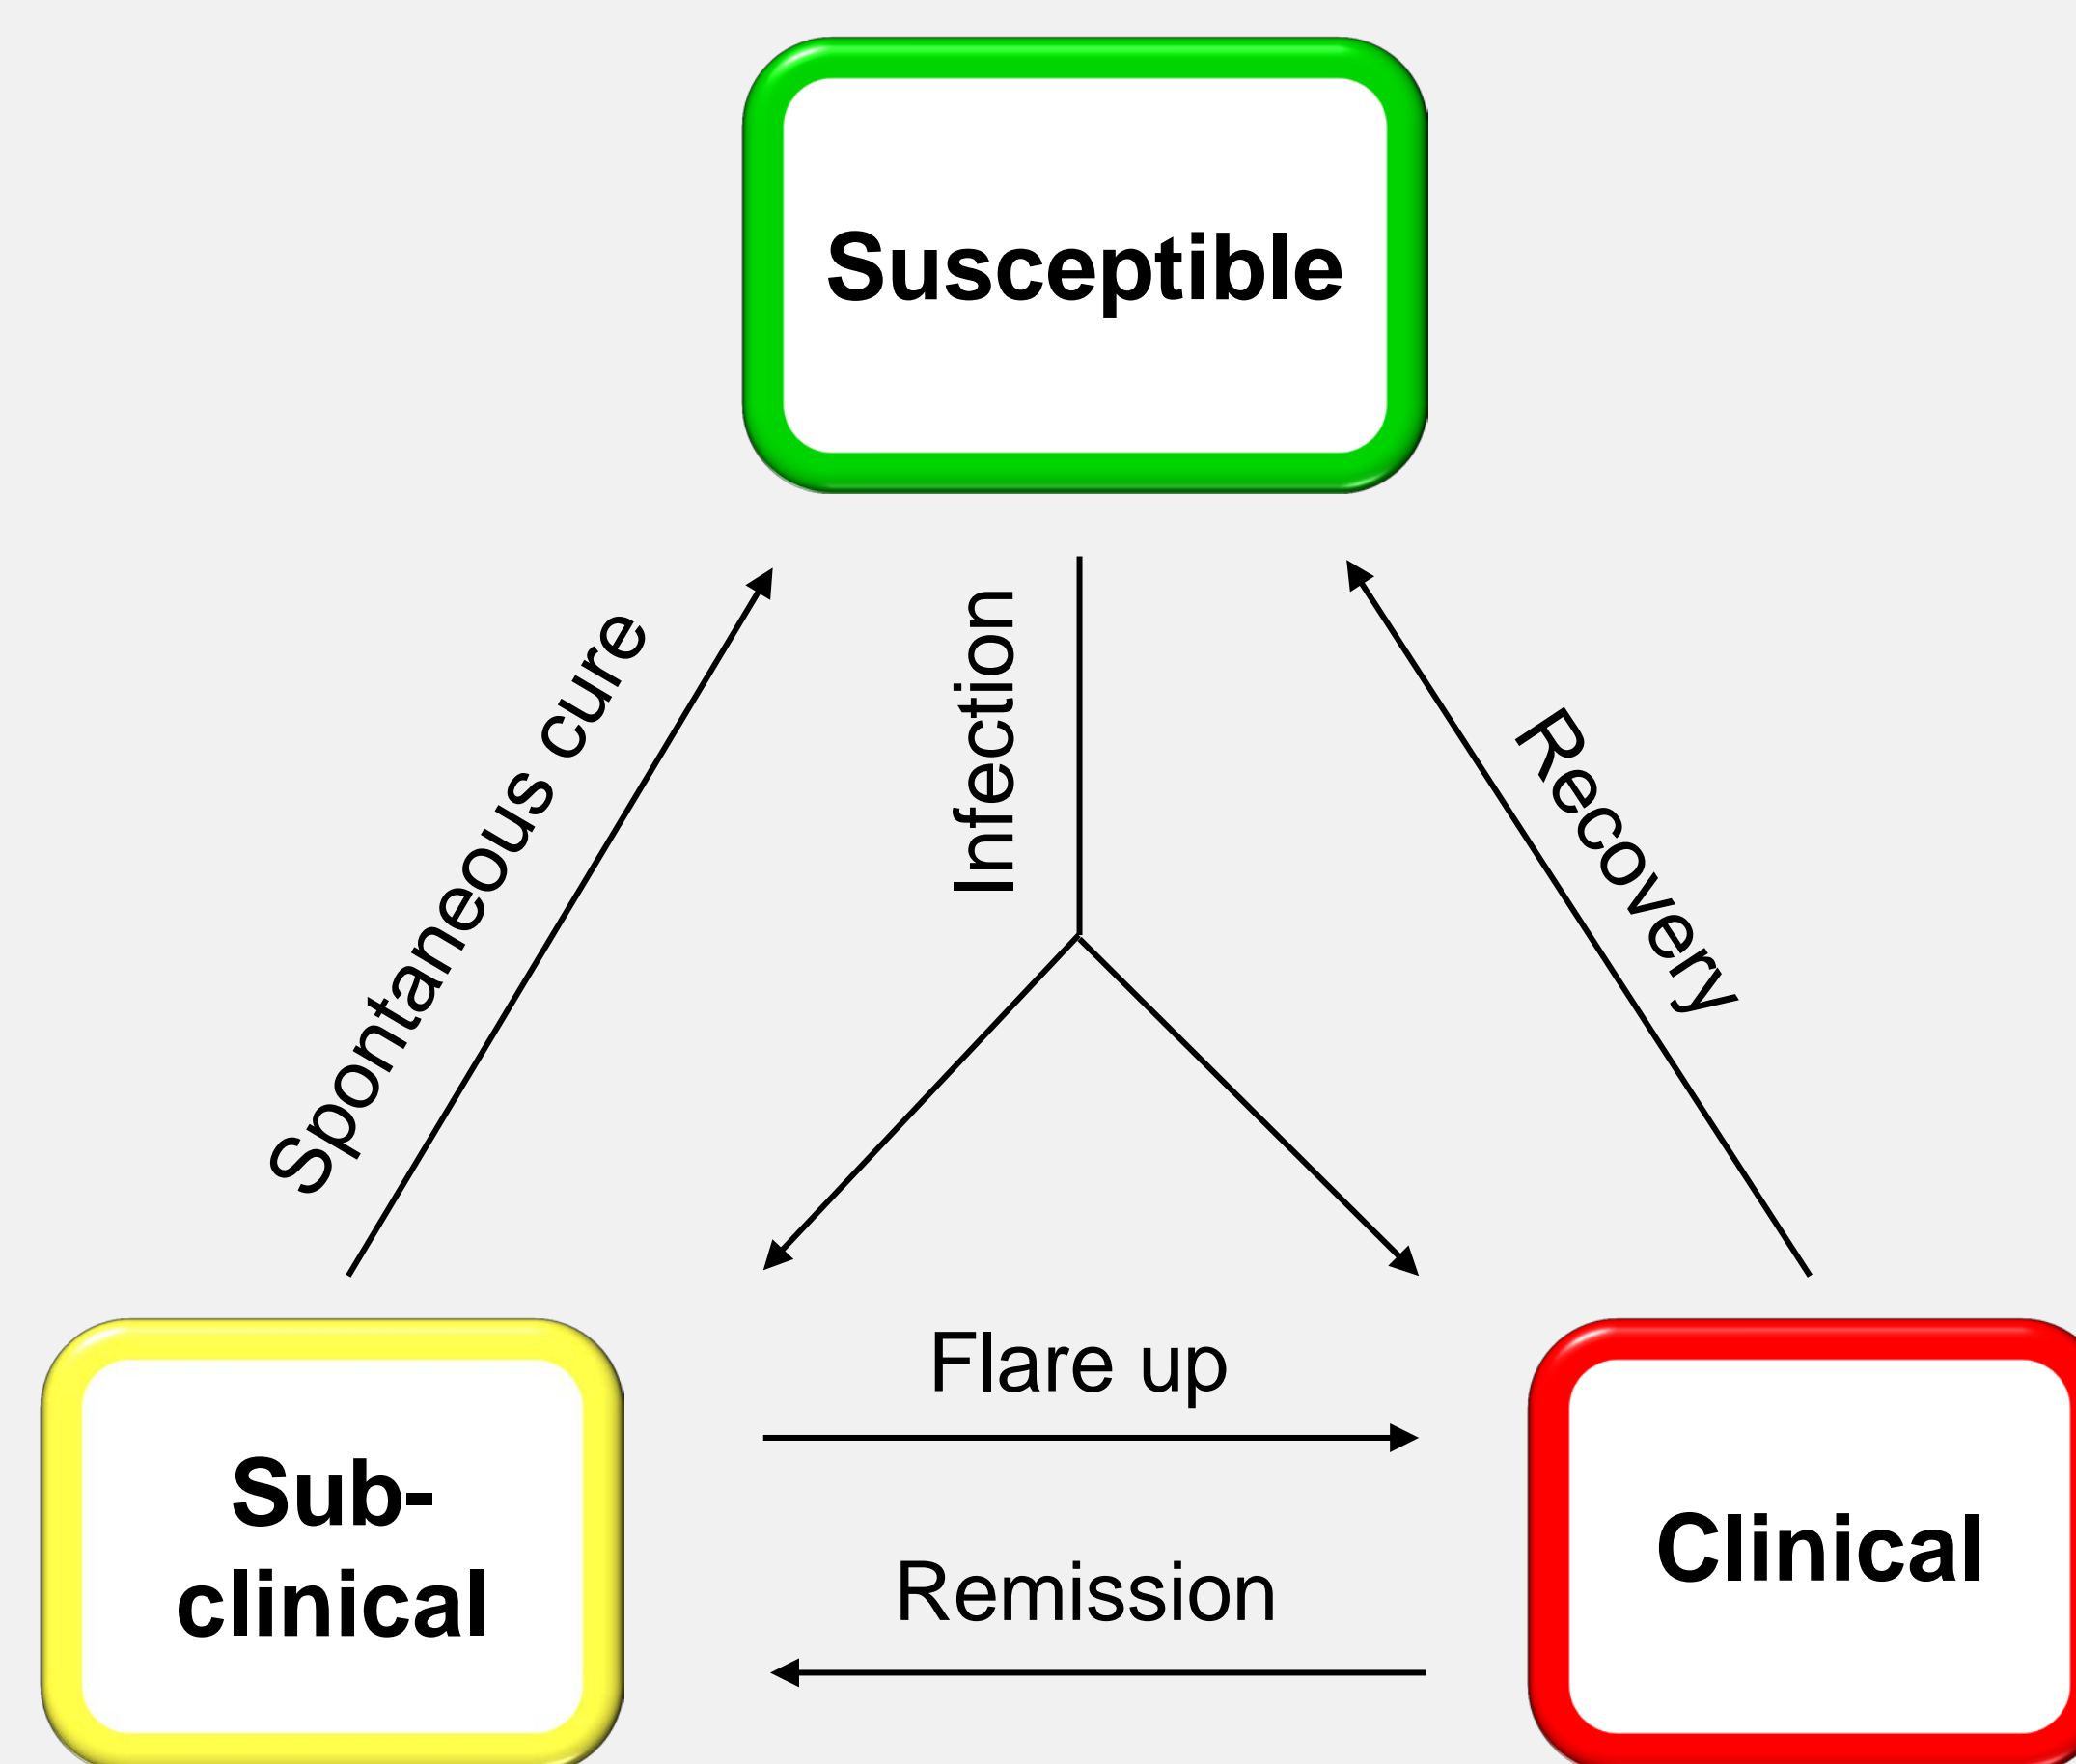 Susceptible
Spontaneous cure
Infection
Recovery
Flare up
Sub-
clinical
Clinical
Remission